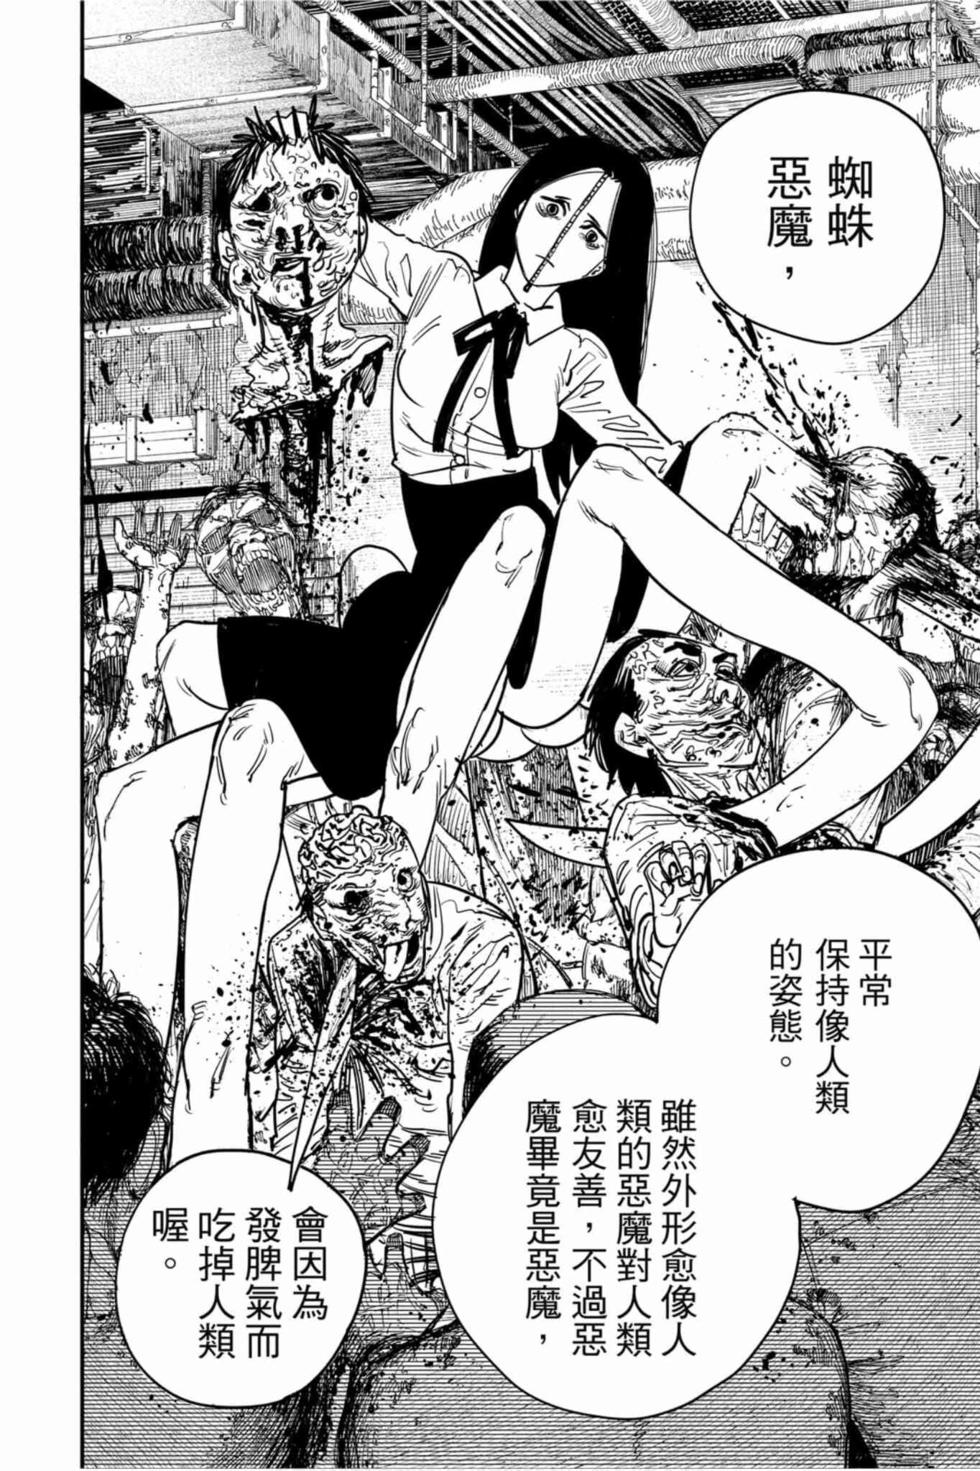 蜘蛛
惡魔，
平常
保持像人類
的姿態。
雖然外形愈像人
類的惡魔對人類
愈友善，不過惡
魔畢竟是惡魔，
會因為
發脾氣而
吃掉人類
喔。